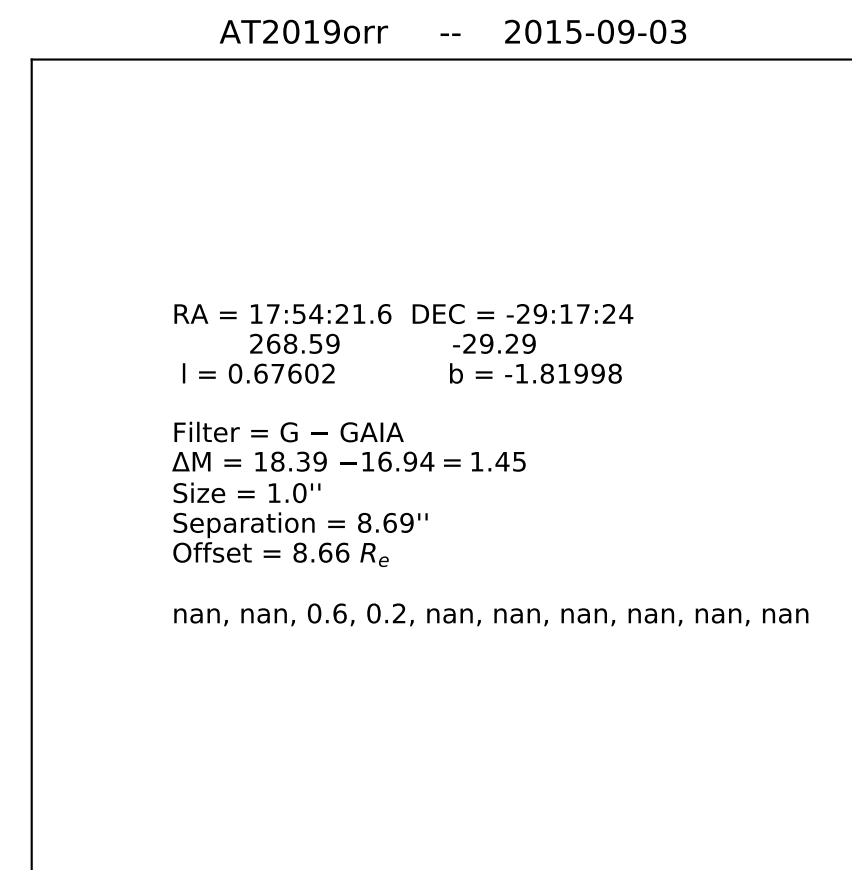 AT2019orr -- 2015-09-03
RA = 17:54:21.6 DEC = -29:17:24
268.59 -29.29
l = 0.67602 b = -1.81998
Filter = G − GAIA
ΔM = 18.39 −16.94 = 1.45
Size = 1.0''
Separation = 8.69''
Offset = 8.66 Re
nan, nan, 0.6, 0.2, nan, nan, nan, nan, nan, nan